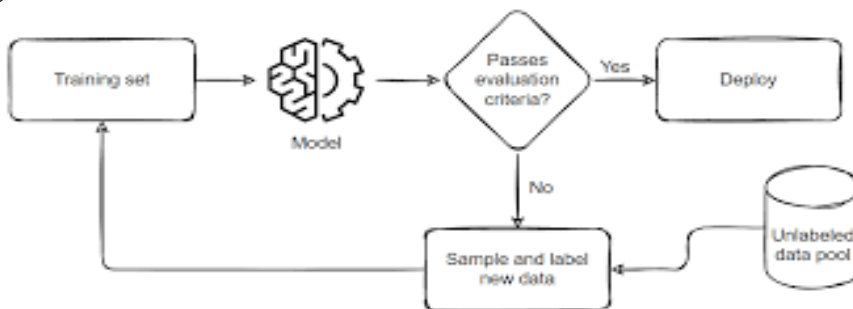 Training set
Model
Passes
evaluation
criteria?
Yes
Deploy
No
Sample and label
new data
Unlabeled
data pool